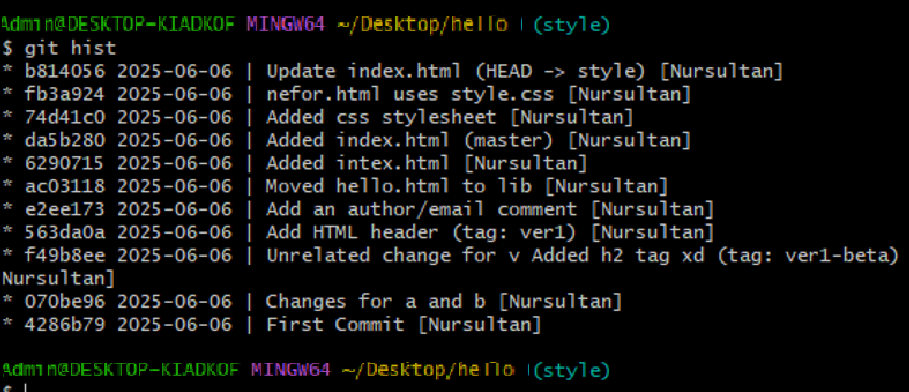 Admin@DESKTOP-KIADKOF MINGW64 ~/Desktop/hello (style)
$ git hist
* b814056 2025-06-06 | Update index.html (HEAD -> style) [Nursultan]
* fb3a924 2025-06-06 | nefor.html uses style.css [Nursultan]
* 74d41c0 2025-06-06 | Added css stylesheet [Nursultan]
* da5b280 2025-06-06 | Added index.html (master) [Nursultan]
* 6290715 2025-06-06 | Added intex.html [Nursultan]
* ac03118 2025-06-06 | Moved hello.html to lib [Nursultan]
* e2ee173 2025-06-06 | Add an author/email comment [Nursultan]
* 563da0a 2025-06-06 | Add HTML header (tag: ver1) [Nursultan]
* f49b8ee 2025-06-06 | Unrelated change for v Added h2 tag xd (tag: ver1-beta)
Nursultan]
* 070be96 2025-06-06 | Changes for a and b [Nursultan]
* 4286b79 2025-06-06 | First Commit [Nursultan]
Admin@DESKTOP-KIADKOF MINGW64 ~/Desktop/hello (style)
$